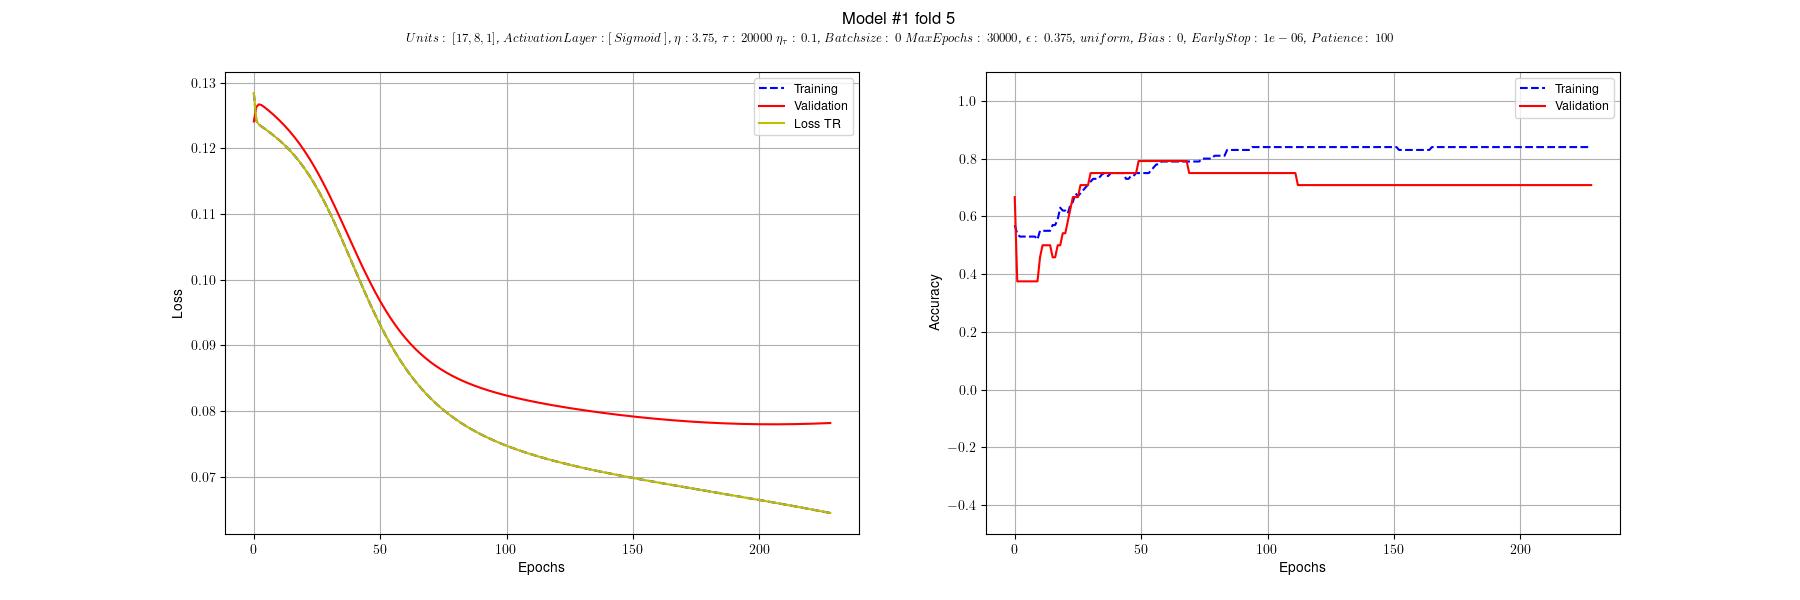 Model #1 fold 5
Units : [17, 8, 1], ActivationLayer : [ Sigmoid ], η : 3.75, τ : 20000 η_τ : 0.1, Batchsize : 0 MaxEpochs : 30000, ϵ : 0.375, uniform, Bias : 0, EarlyStop : 1e − 06, Patience : 100
0.13
0.12
0.11
0.10
0.09
0.08
0.07
Loss
Training
Validation
Loss TR
0
50
100
150
200
Epochs
1.0
0.8
0.6
0.4
0.2
0.0
−0.2
−0.4
Accuracy
Training
Validation
0
50
100
150
200
Epochs